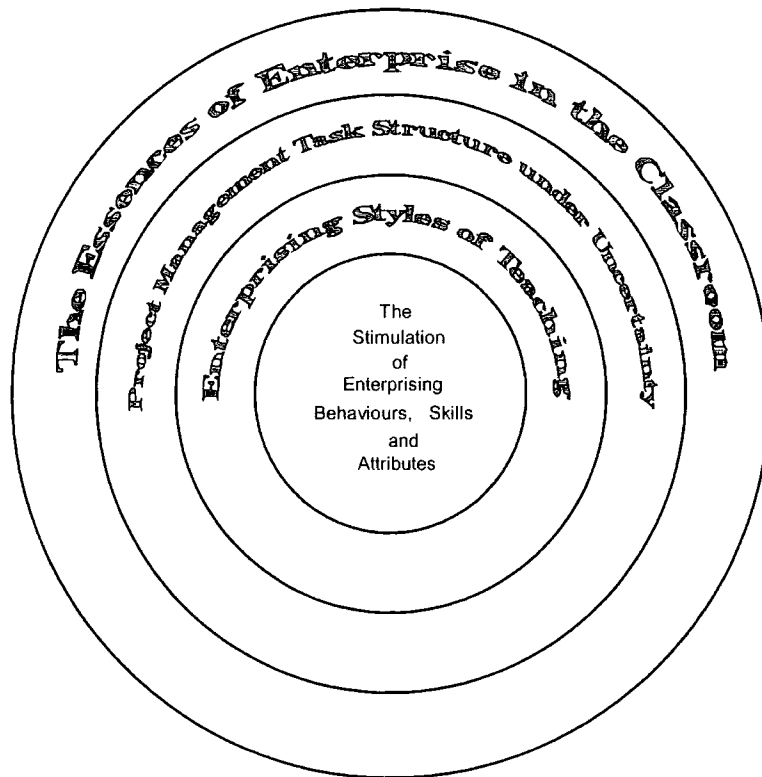 The Essences of Enterprise in the Classroom
Project Management Task Structure under Uncertainty
Enterprising Styles of Teaching
The
Stimulation
of
Enterprising
Behaviours, Skills
and
Attributes